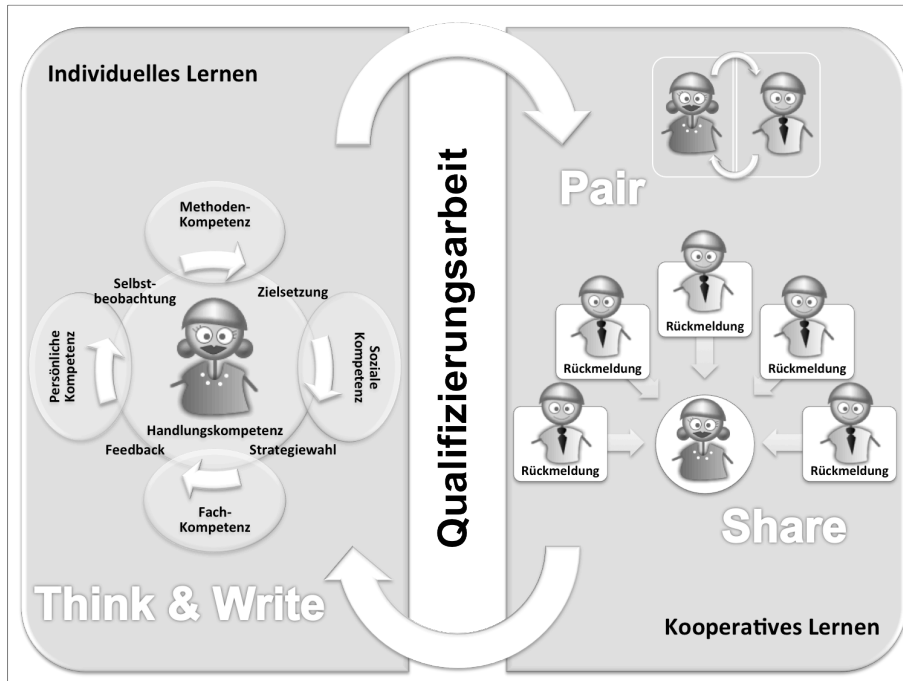 Individuelles Lernen
Methoden-
Kompetenz
Selbst-
beobachtung
Zielsetzung
Persönliche
Kompetenz
Soziale
Kompetenz
Handlungskompetenz
Feedback
Strategiewahl
Fach-
Kompetenz
Think & Write
Qualifizierungsarbeit
Pair
Rückmeldung
Rückmeldung
Rückmeldung
Rückmeldung
Rückmeldung
Share
Kooperatives Lernen